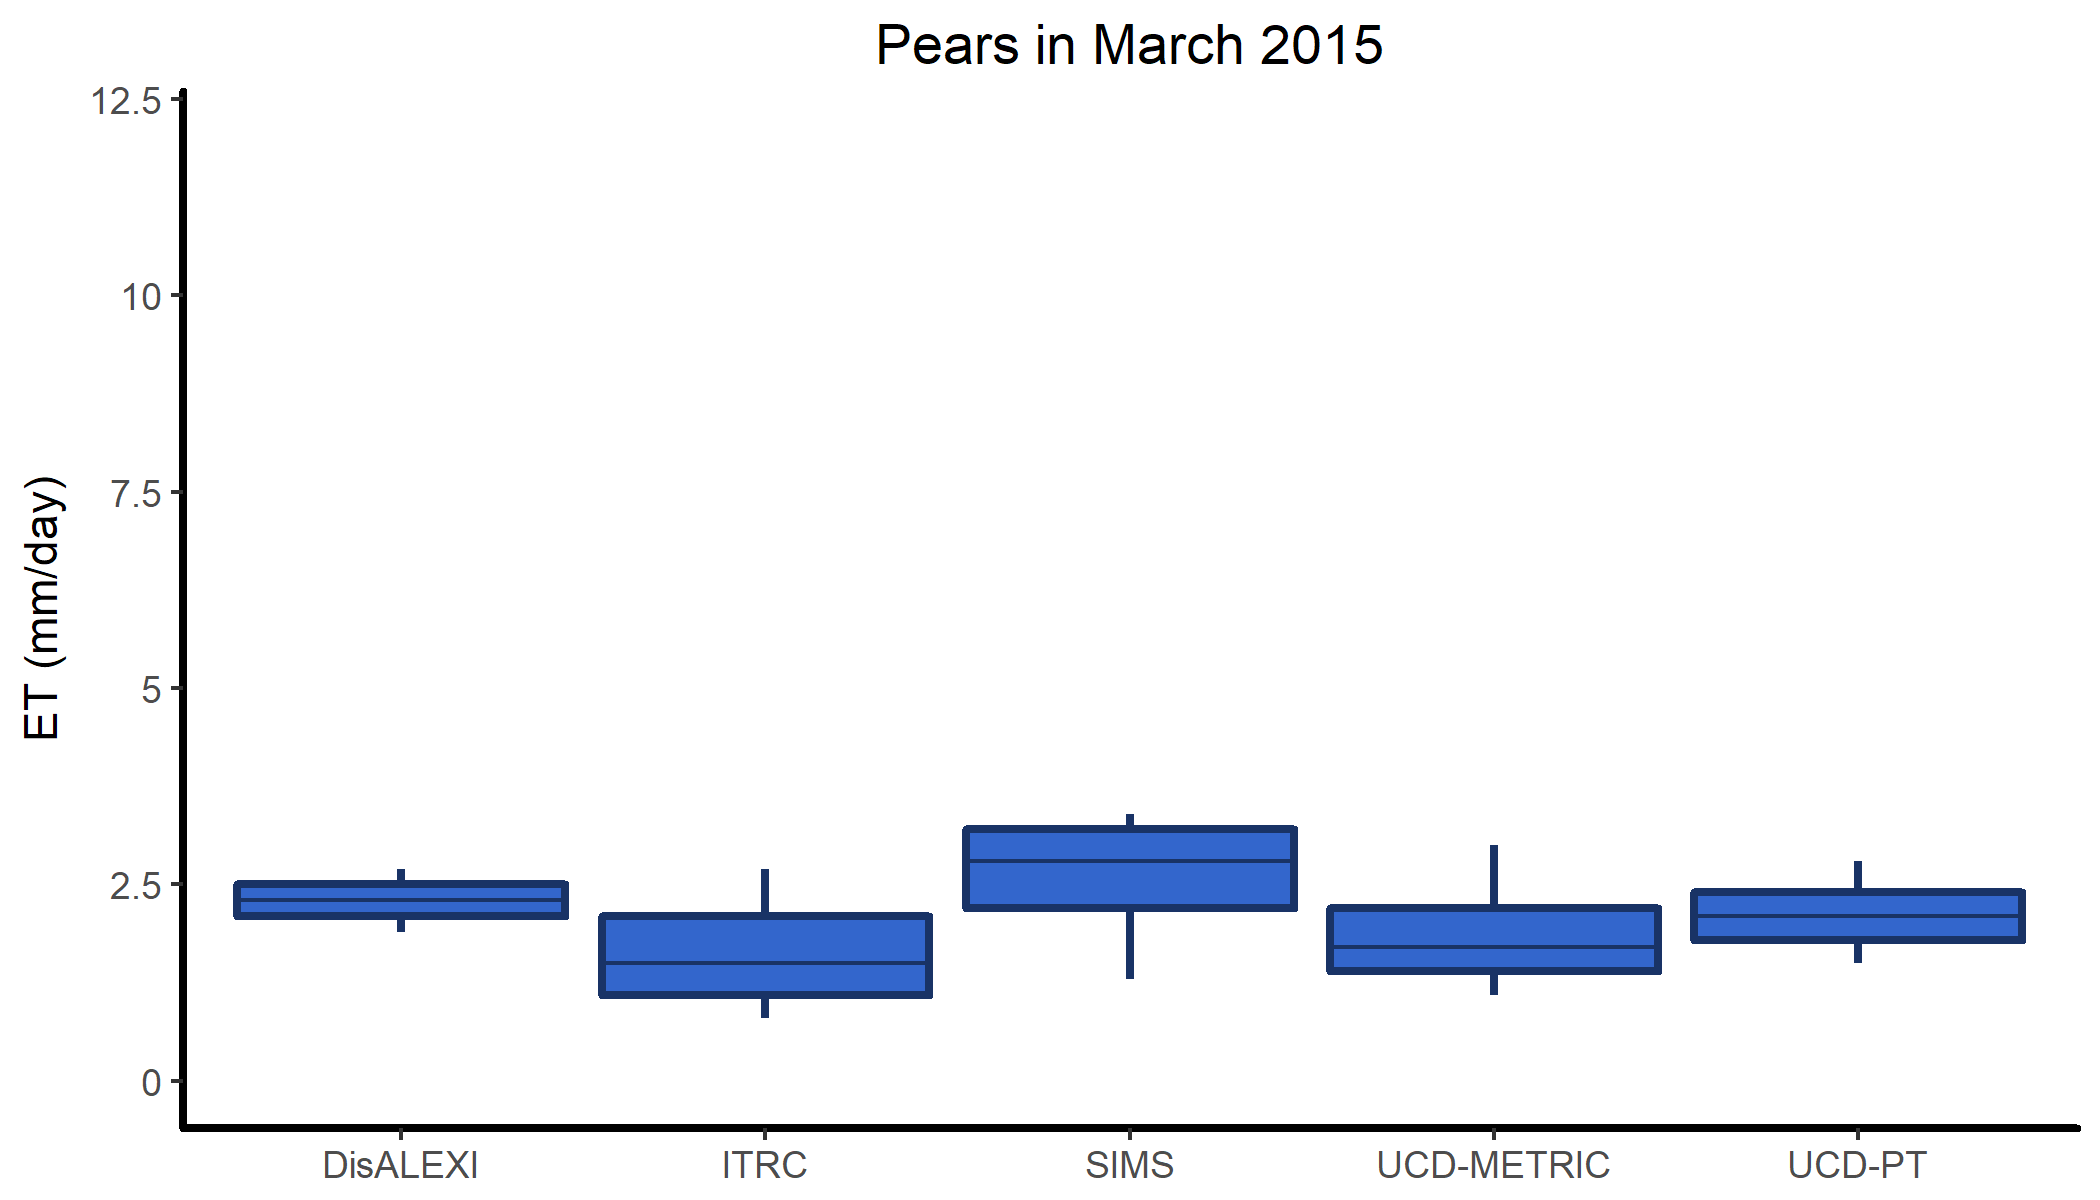 Pears in March 2015
12.5
10
7.5
5
2.5
0
ET (mm/day)
DisALEXI
ITRC
SIMS
UCD-METRIC
UCD-PT